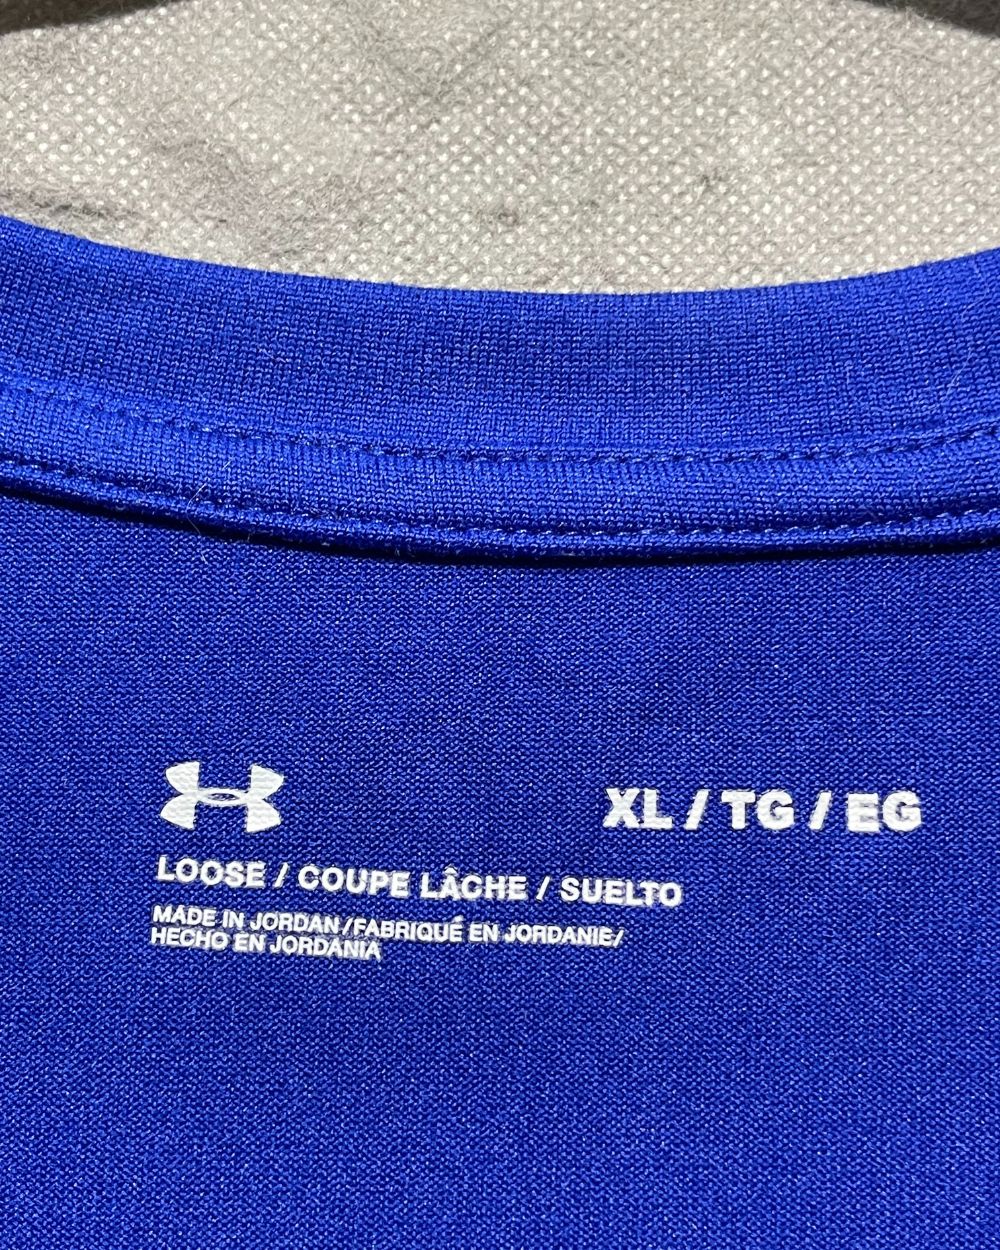 XL / TG / EG
LOOSE / COUPE LÂCHE / SUELTO
MADE IN JORDAN/FABRIQUÉ EN JORDANIE/
HECHO EN JORDANIA